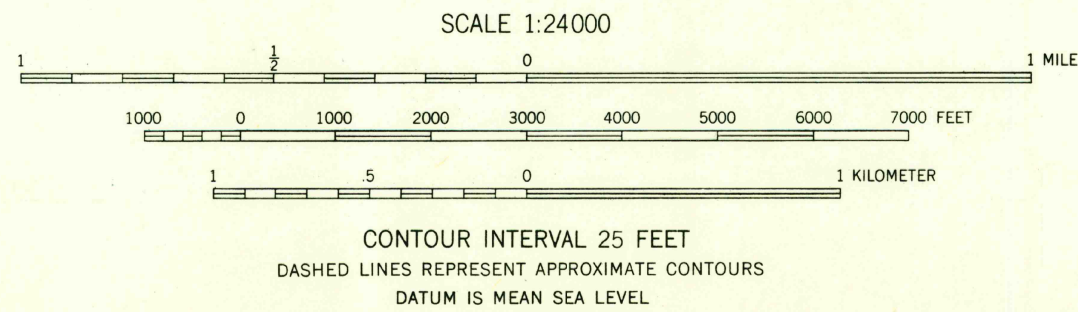 SCALE 1:24000
1 ½ 0 1 MILE
1000 0 1000 2000 3000 4000 5000 6000 7000 FEET
1 .5 0 1 KILOMETER
CONTOUR INTERVAL 25 FEET
DASHED LINES REPRESENT APPROXIMATE CONTOURS
DATUM IS MEAN SEA LEVEL